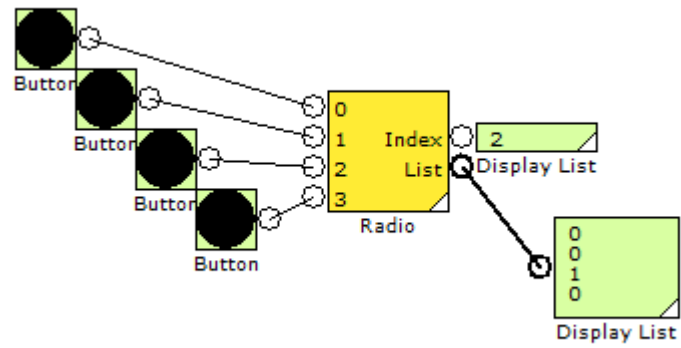 Button
Button
Button
Button
0
1
2
3
Index
List
Radio
2
Display List
0
0
1
0
Display List